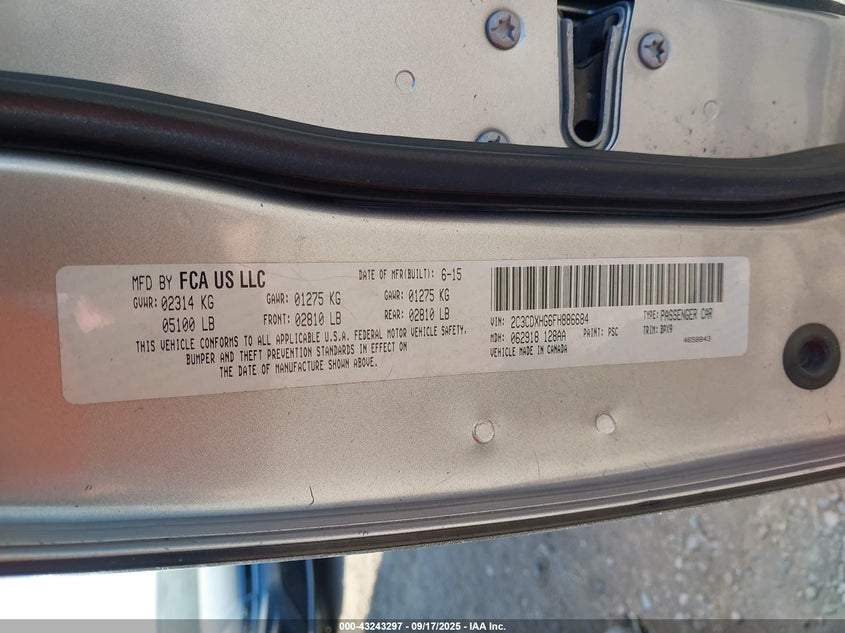 MFD BY FCA US LLC
DATE OF MFR(BUILT): 6-15
GVWR: 02314 KG GAWR: 01275 KG GAWR: 01275 KG
05100 LB FRONT: 02810 LB REAR: 02810 LB
THIS VEHICLE CONFORMS TO ALL APPLICABLE U.S.A. FEDERAL MOTOR VEHICLE SAFETY,
BUMPER AND THEFT PREVENTION STANDARDS IN EFFECT ON
THE DATE OF MANUFACTURE SHOWN ABOVE.
VIN: 2C3CDXHG6FH886684 TYPE: PASSENGER CAR
MDH: 062918 128AA PAINT: PSC TRIM: BPX9
VEHICLE MADE IN CANADA 4658843
000-43243297 - 09/17/2025 - IAA Inc.